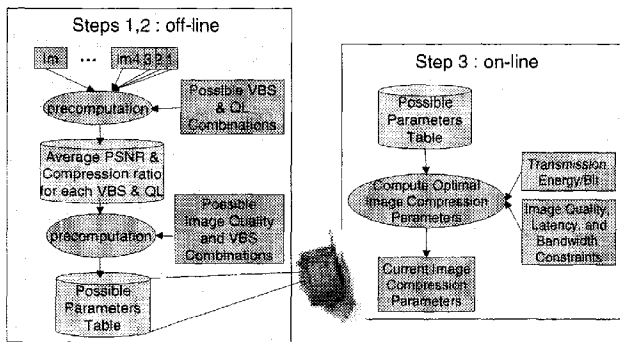 Steps 1,2 : off-line
Im ... Im4 3 2 1
precomputation
Possible VBS
& QL
Combinations
Average PSNR &
Compression ratio
for each VBS & QL
precomputation
Possible
Image Quality
and VBS
Combinations
Possible
Parameters
Table
Step 3 : on-line
Possible
Parameters
Table
Compute Optimal
Image Compression
Parameters
Transmission
Energy/Bit
Image Quality,
Latency, and
Bandwidth
Constraints
Current Image
Compression
Parameters